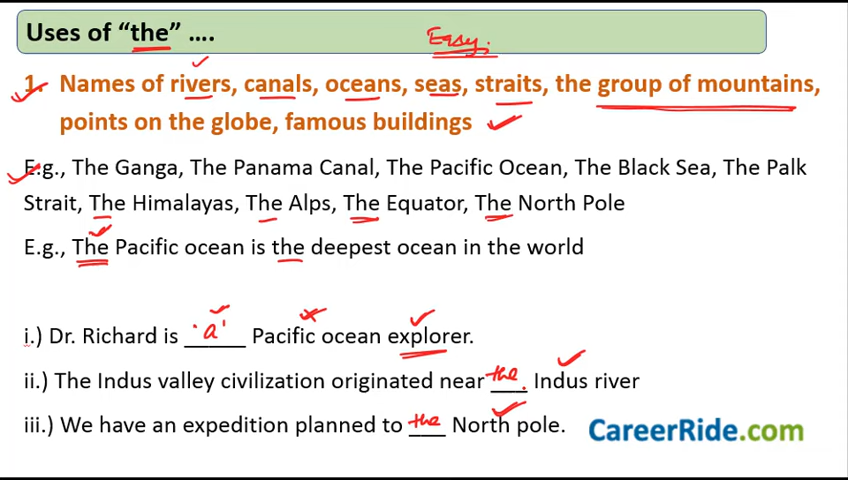 Uses of “the” ....
Easy.
1. Names of rivers, canals, oceans, seas, straits, the group of mountains,
points on the globe, famous buildings
E.g., The Ganga, The Panama Canal, The Pacific Ocean, The Black Sea, The Palk
Strait, The Himalayas, The Alps, The Equator, The North Pole
E.g., The Pacific ocean is the deepest ocean in the world
i.) Dr. Richard is 'a' Pacific ocean explorer.
ii.) The Indus valley civilization originated near the Indus river
iii.) We have an expedition planned to the North pole.
CareerRide.com